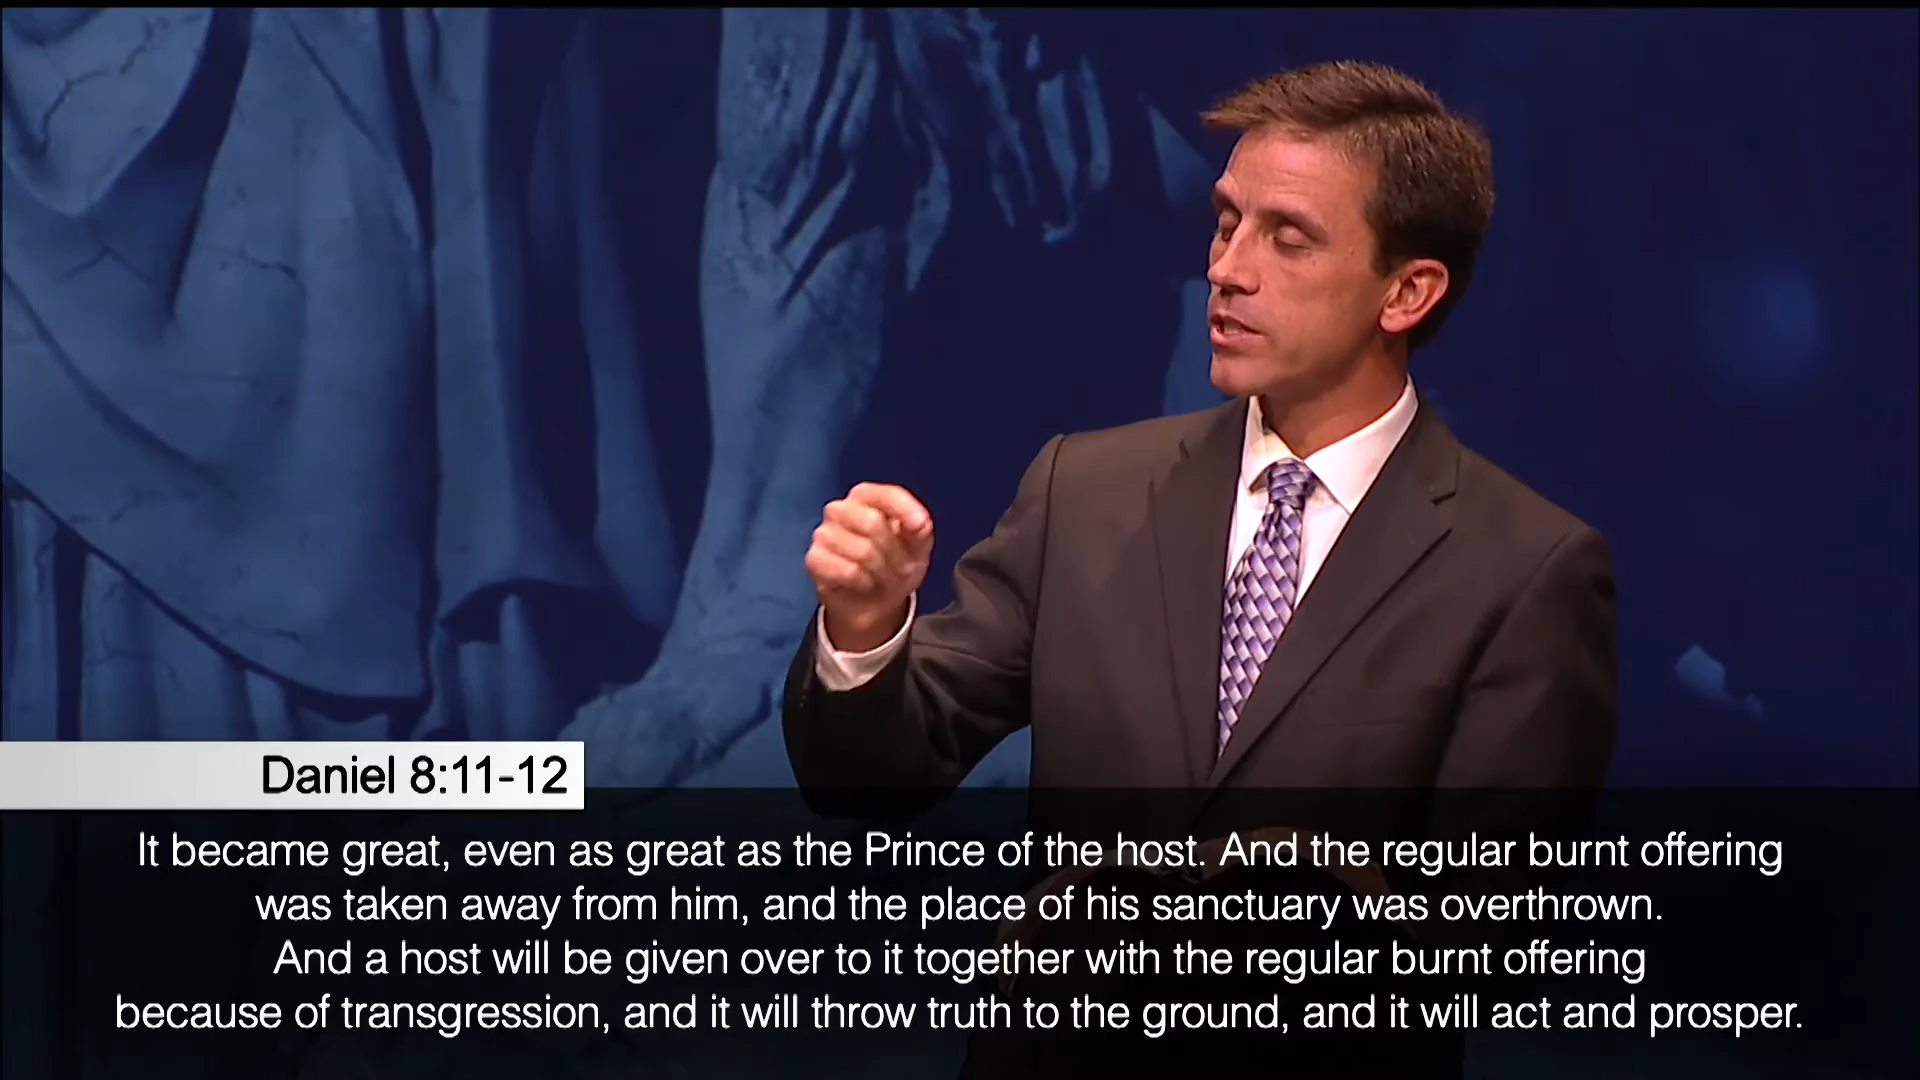 Daniel 8:11-12
It became great, even as great as the Prince of the host. And the regular burnt offering
was taken away from him, and the place of his sanctuary was overthrown.
And a host will be given over to it together with the regular burnt offering
because of transgression, and it will throw truth to the ground, and it will act and prosper.